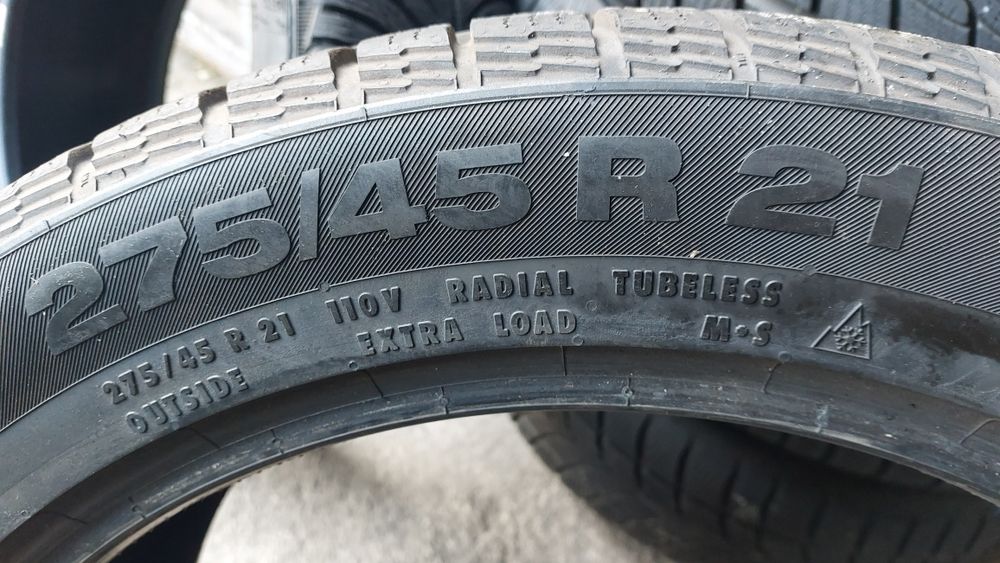 275/45 R 21
275/45 R 21 110V RADIAL TUBELESS
OUTSIDE EXTRA LOAD M•S